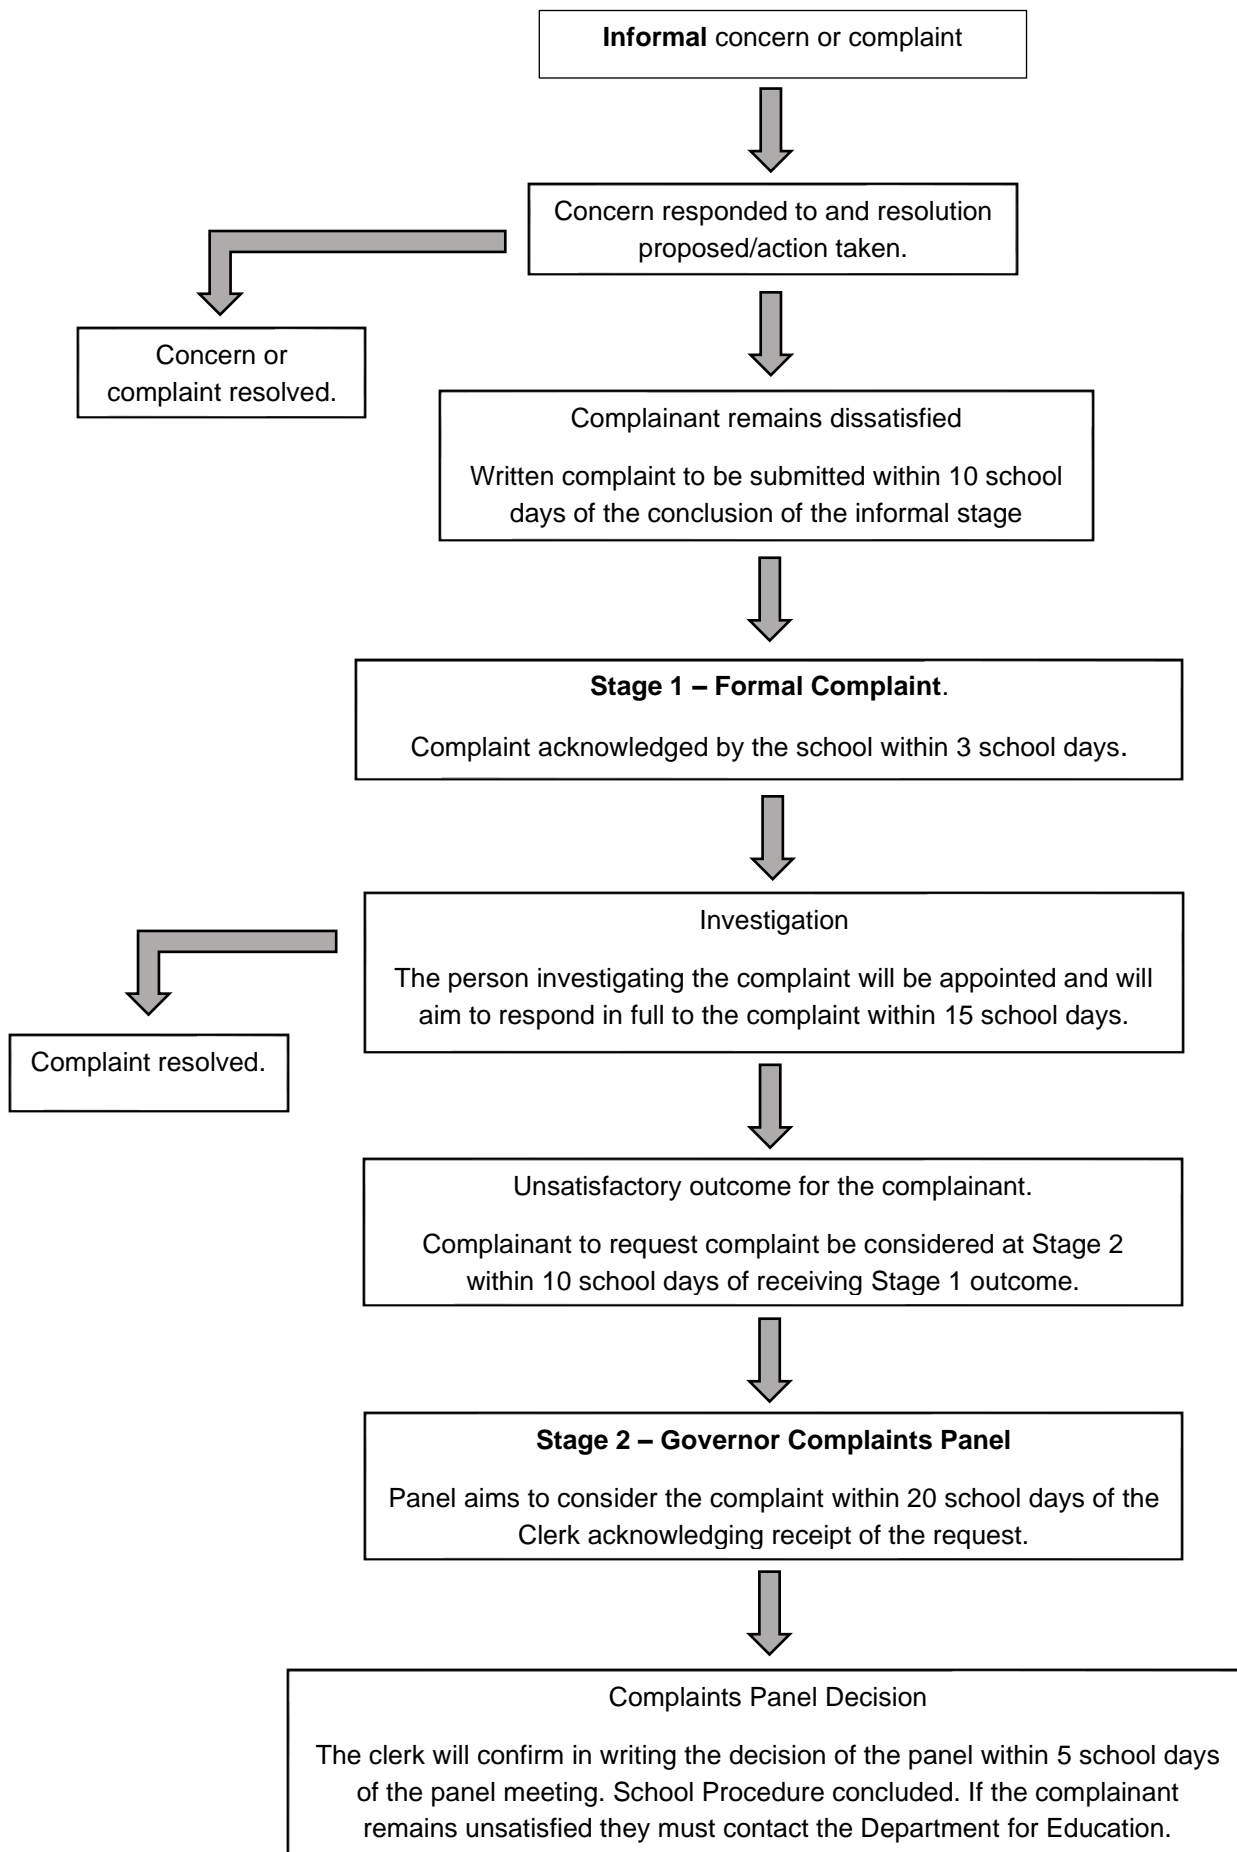 Informal concern or complaint
Concern responded to and resolution
proposed/action taken.
Concern or
complaint resolved.
Complainant remains dissatisfied
Written complaint to be submitted within 10 school
days of the conclusion of the informal stage
Stage 1 – Formal Complaint.
Complaint acknowledged by the school within 3 school days.
Investigation
The person investigating the complaint will be appointed and will
aim to respond in full to the complaint within 15 school days.
Complaint resolved.
Unsatisfactory outcome for the complainant.
Complainant to request complaint be considered at Stage 2
within 10 school days of receiving Stage 1 outcome.
Stage 2 – Governor Complaints Panel
Panel aims to consider the complaint within 20 school days of the
Clerk acknowledging receipt of the request.
Complaints Panel Decision
The clerk will confirm in writing the decision of the panel within 5 school days
of the panel meeting. School Procedure concluded. If the complainant
remains unsatisfied they must contact the Department for Education.